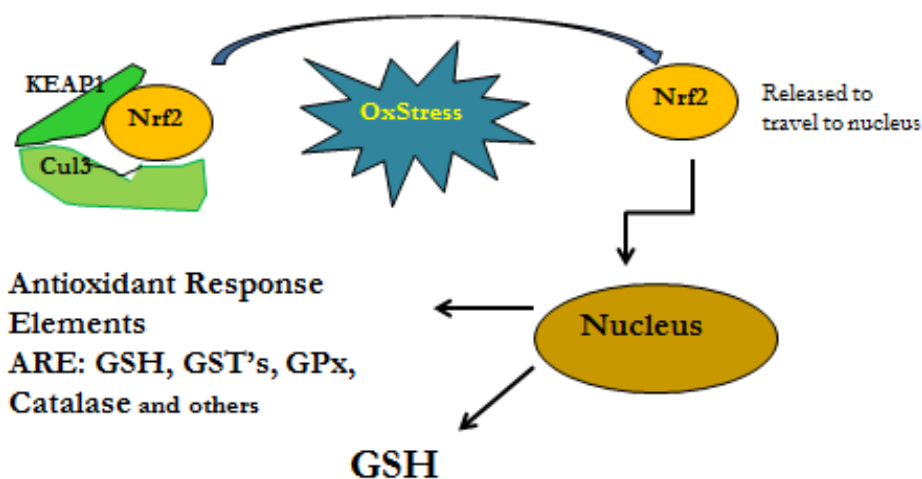 KEAP1
Nrf2
Cul3
OxStress
Nrf2
Released to
travel to nucleus
Nucleus
Antioxidant Response
Elements
ARE: GSH, GST's, GPx,
Catalase and others
GSH